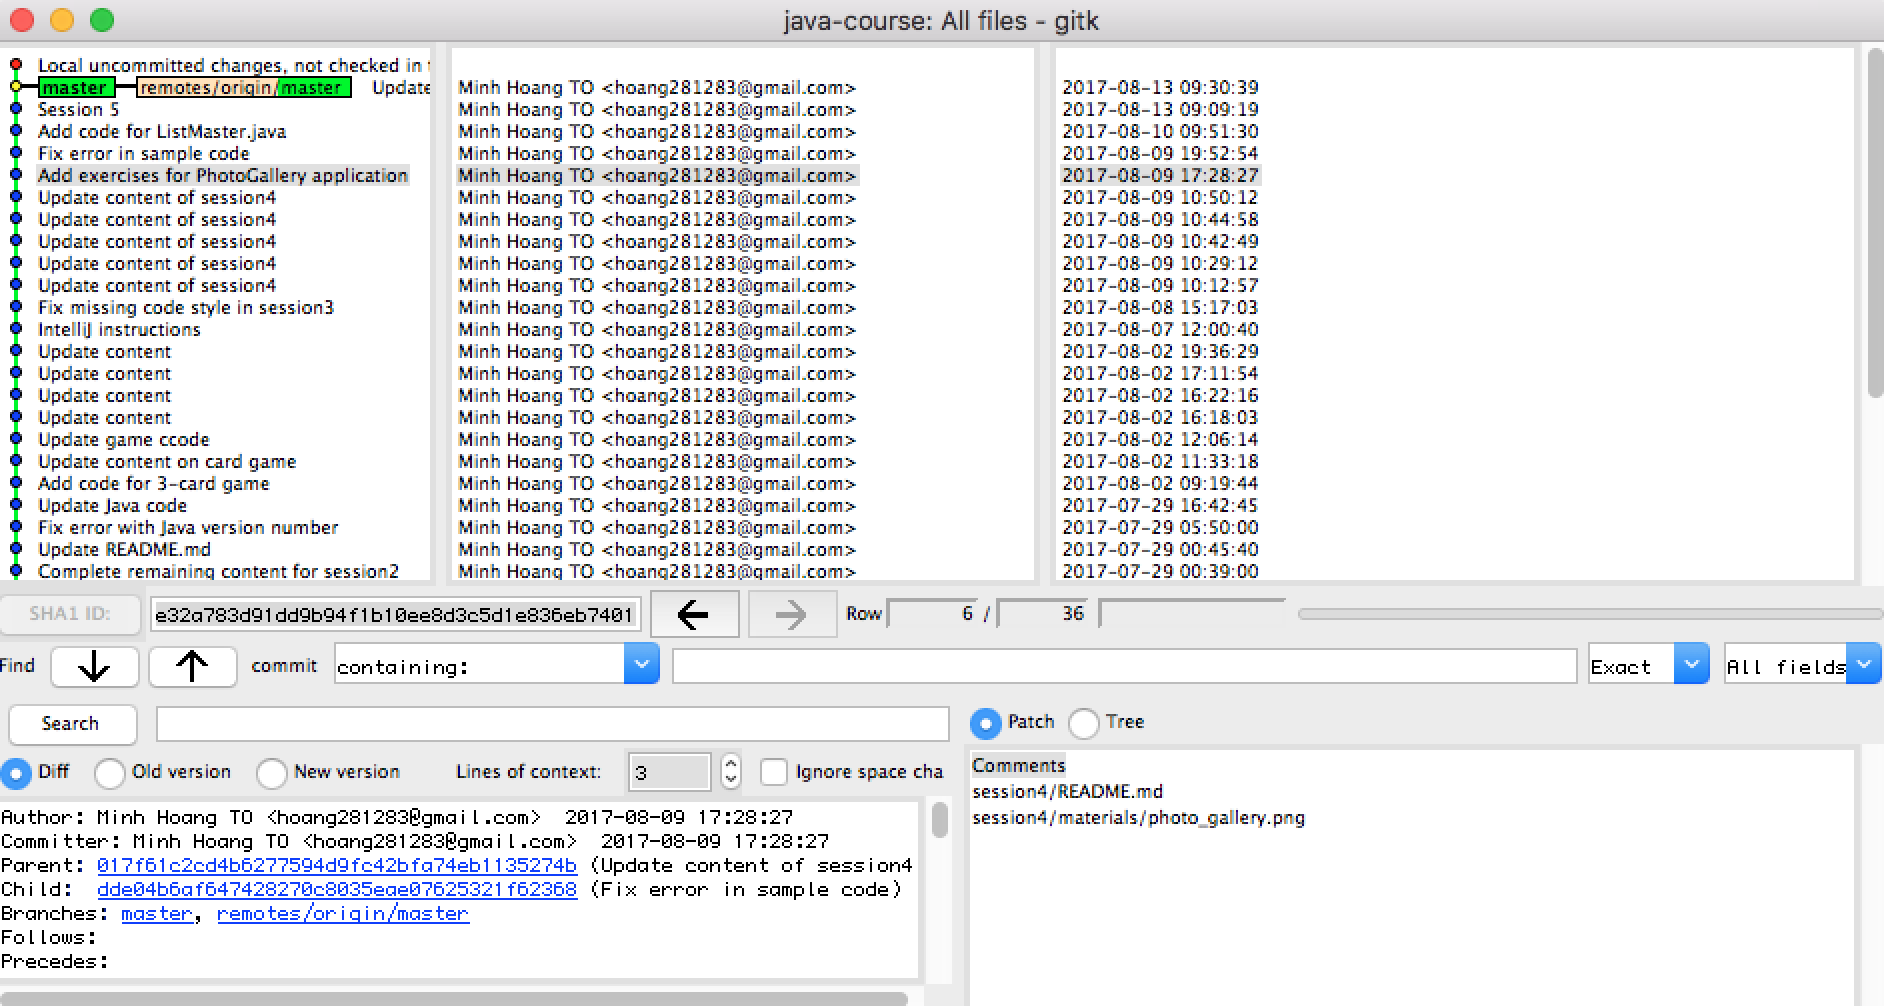 java-course: All files - gitk
Local uncommitted changes, not checked in
master remotes/origin/master Update Minh Hoang TO <hoang281283@gmail.com> 2017-08-13 09:30:39
Session 5 Minh Hoang TO <hoang281283@gmail.com> 2017-08-13 09:09:19
Add code for ListMaster.java Minh Hoang TO <hoang281283@gmail.com> 2017-08-10 09:51:30
Fix error in sample code Minh Hoang TO <hoang281283@gmail.com> 2017-08-09 19:52:54
Add exercises for PhotoGallery application Minh Hoang TO <hoang281283@gmail.com> 2017-08-09 17:28:27
Update content of session4 Minh Hoang TO <hoang281283@gmail.com> 2017-08-09 10:50:12
Update content of session4 Minh Hoang TO <hoang281283@gmail.com> 2017-08-09 10:44:58
Update content of session4 Minh Hoang TO <hoang281283@gmail.com> 2017-08-09 10:42:49
Update content of session4 Minh Hoang TO <hoang281283@gmail.com> 2017-08-09 10:29:12
Update content of session4 Minh Hoang TO <hoang281283@gmail.com> 2017-08-09 10:12:57
Fix missing code style in session3 Minh Hoang TO <hoang281283@gmail.com> 2017-08-08 15:17:03
IntelliJ instructions Minh Hoang TO <hoang281283@gmail.com> 2017-08-07 12:00:40
Update content Minh Hoang TO <hoang281283@gmail.com> 2017-08-02 19:36:29
Update content Minh Hoang TO <hoang281283@gmail.com> 2017-08-02 17:11:54
Update content Minh Hoang TO <hoang281283@gmail.com> 2017-08-02 16:22:16
Update content Minh Hoang TO <hoang281283@gmail.com> 2017-08-02 16:18:03
Update game ccode Minh Hoang TO <hoang281283@gmail.com> 2017-08-02 12:06:14
Update content on card game Minh Hoang TO <hoang281283@gmail.com> 2017-08-02 11:33:18
Add code for 3-card game Minh Hoang TO <hoang281283@gmail.com> 2017-08-02 09:19:44
Update Java code Minh Hoang TO <hoang281283@gmail.com> 2017-07-29 16:42:45
Fix error with Java version number Minh Hoang TO <hoang281283@gmail.com> 2017-07-29 05:50:00
Update README.md Minh Hoang TO <hoang281283@gmail.com> 2017-07-29 00:45:40
Complete remaining content for session2 Minh Hoang TO <hoang281283@gmail.com> 2017-07-29 00:39:00
SHA1 ID: e32a783d91dd9b94f1b10ee8d3c5d1e836eb7401 ← → Row 6 / 36
Find ↓ ↑ commit containing: Exact All fields
Search
Patch Tree
Diff Old version New version Lines of context: 3 Ignore space cha
Comments
session4/README.md
session4/materials/photo_gallery.png
Author: Minh Hoang TO <hoang281283@gmail.com> 2017-08-09 17:28:27
Committer: Minh Hoang TO <hoang281283@gmail.com> 2017-08-09 17:28:27
Parent: 017f61c2cd4b6277594d9fc42bfa74eb1135274b (Update content of session4
Child: dde04b6af647428270c8035eae07625321f62368 (Fix error in sample code)
Branches: master, remotes/origin/master
Follows:
Precedes: